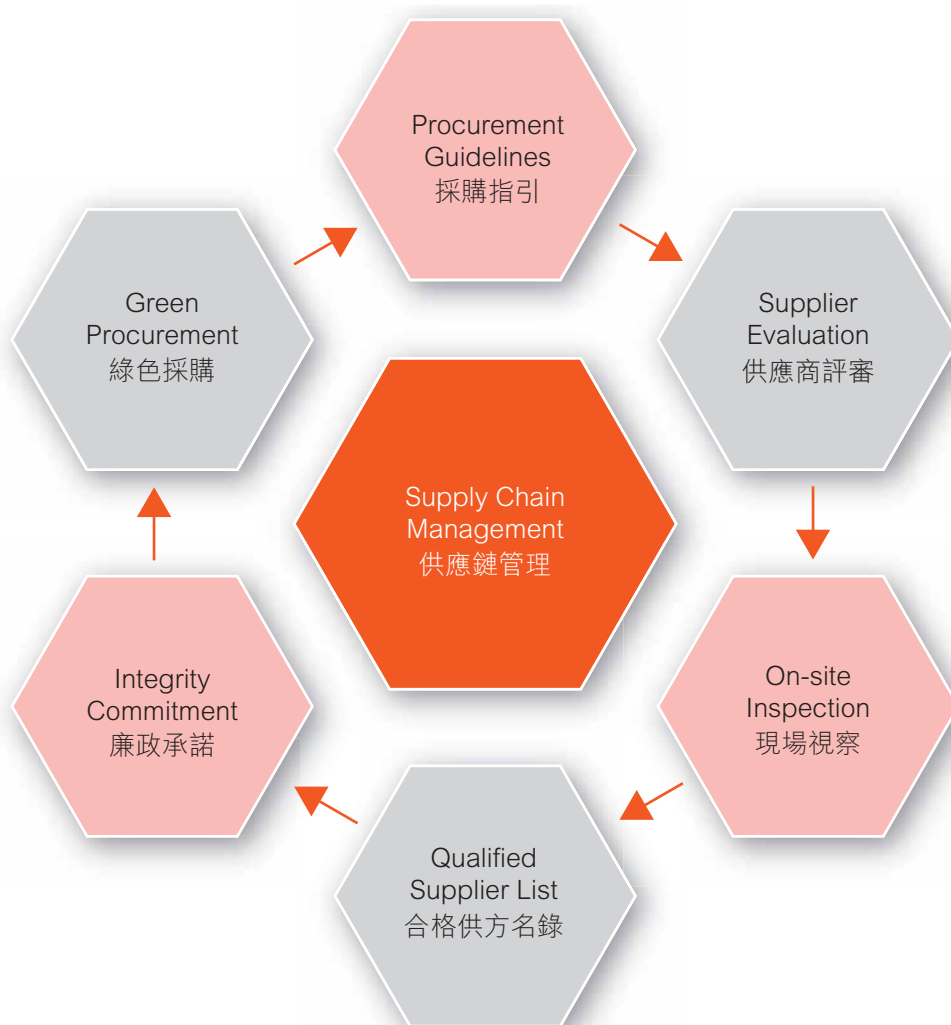 Procurement
Guidelines
採購指引
Green
Procurement
綠色採購
Supplier
Evaluation
供應商評審
Supply Chain
Management
供應鏈管理
Integrity
Commitment
廉政承諾
On-site
Inspection
現場視察
Qualified
Supplier List
合格供方名錄